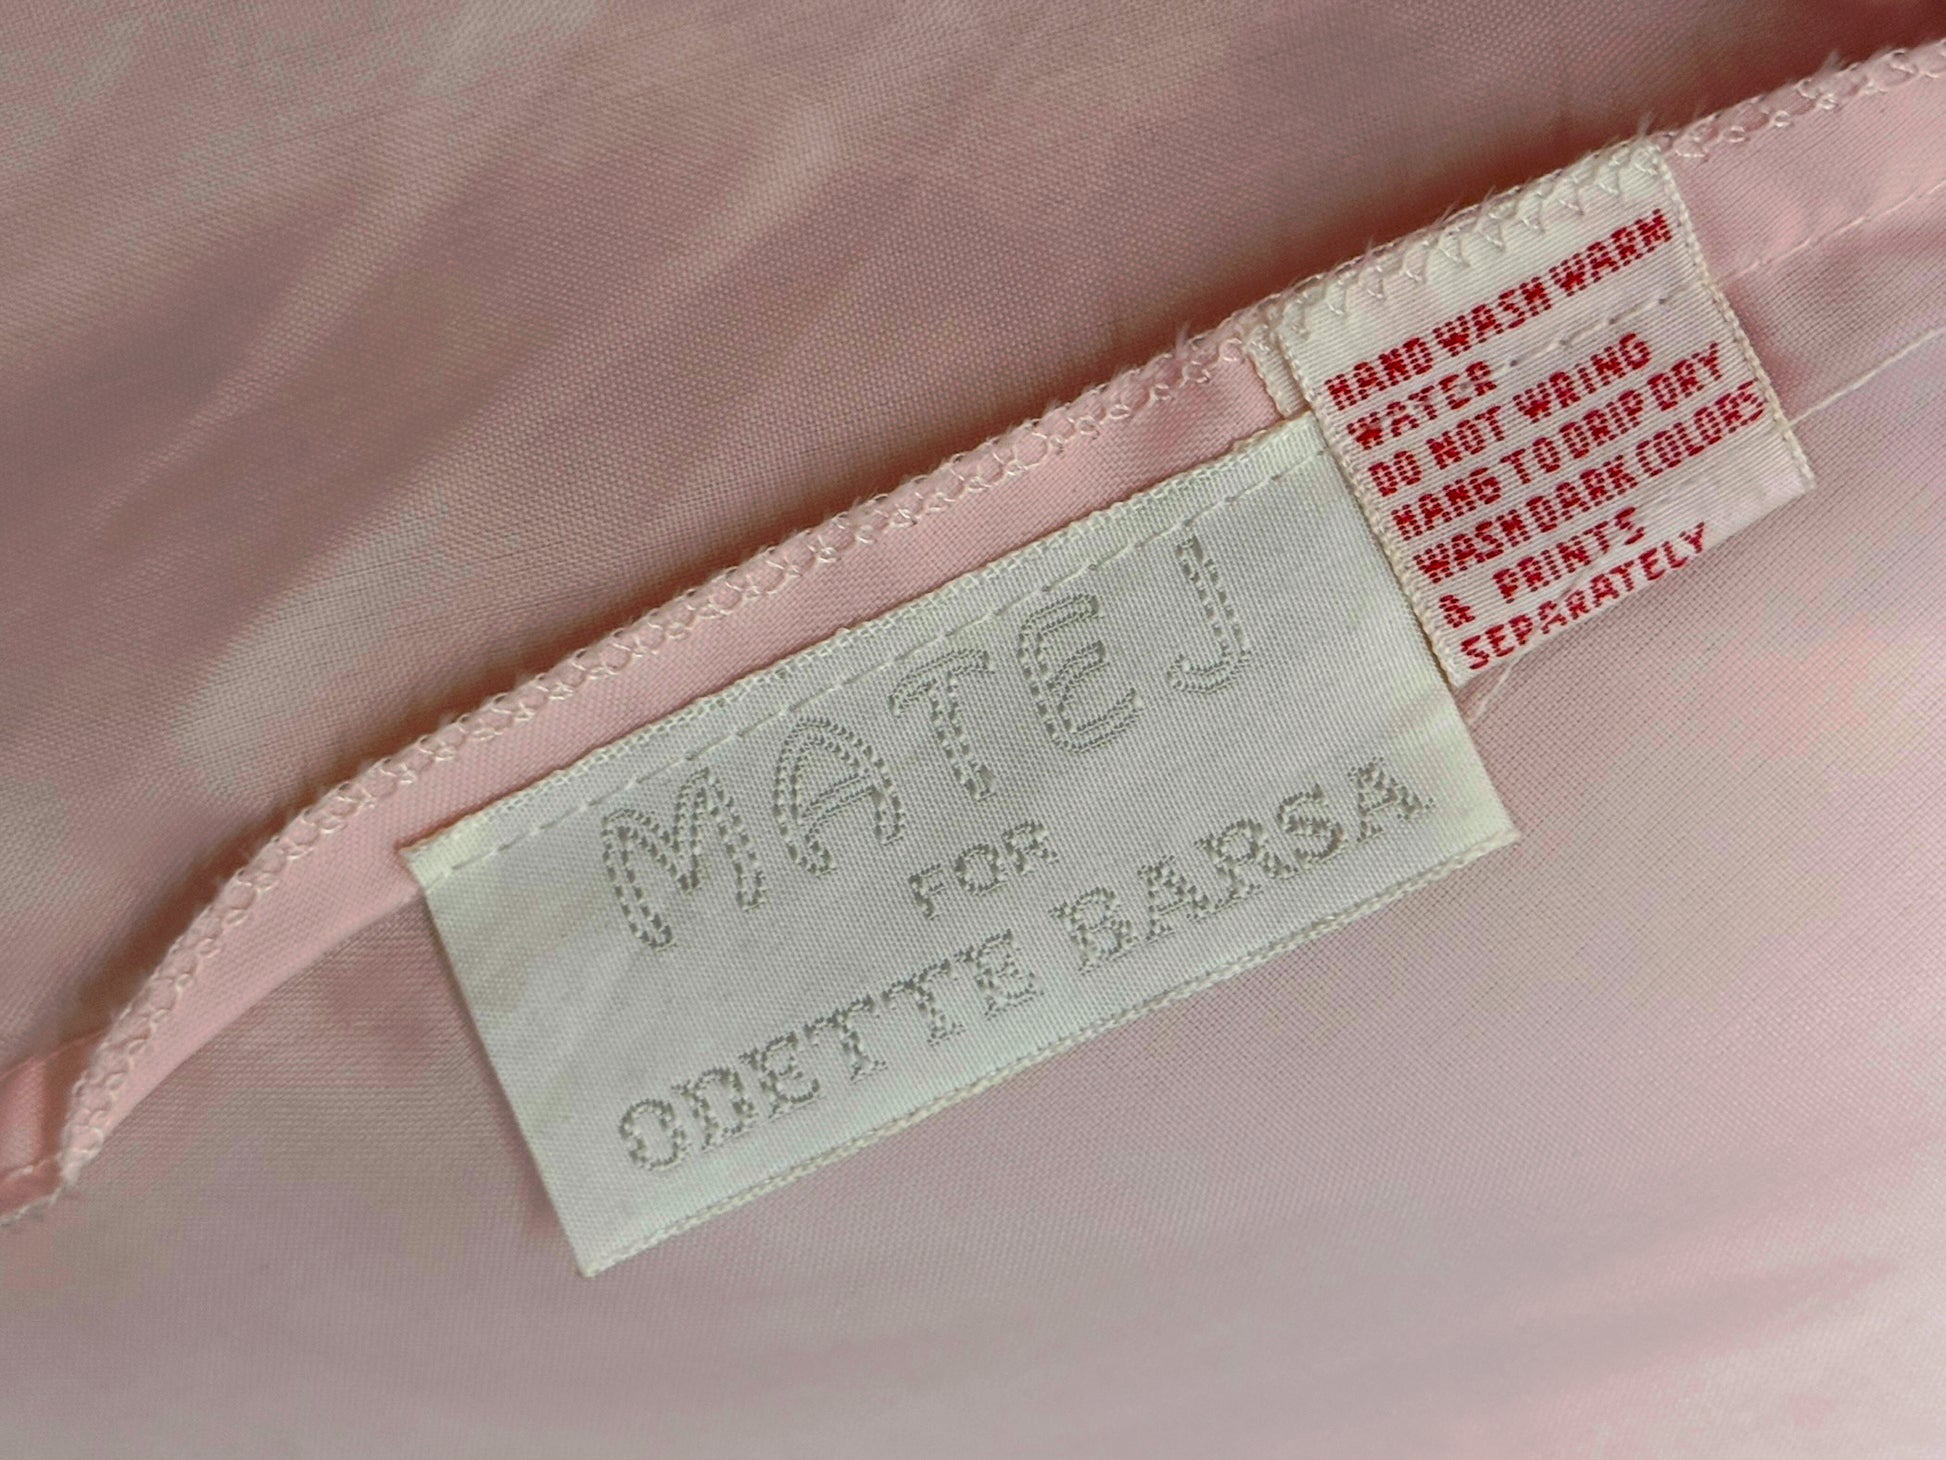 MATEJ
FOR
ODETTE BARSA
HAND WASH WARM
WATER
DO NOT WRING
HANG TO DRIP DRY
WASH DARK COLORS
& PRINTS
SEPARATELY